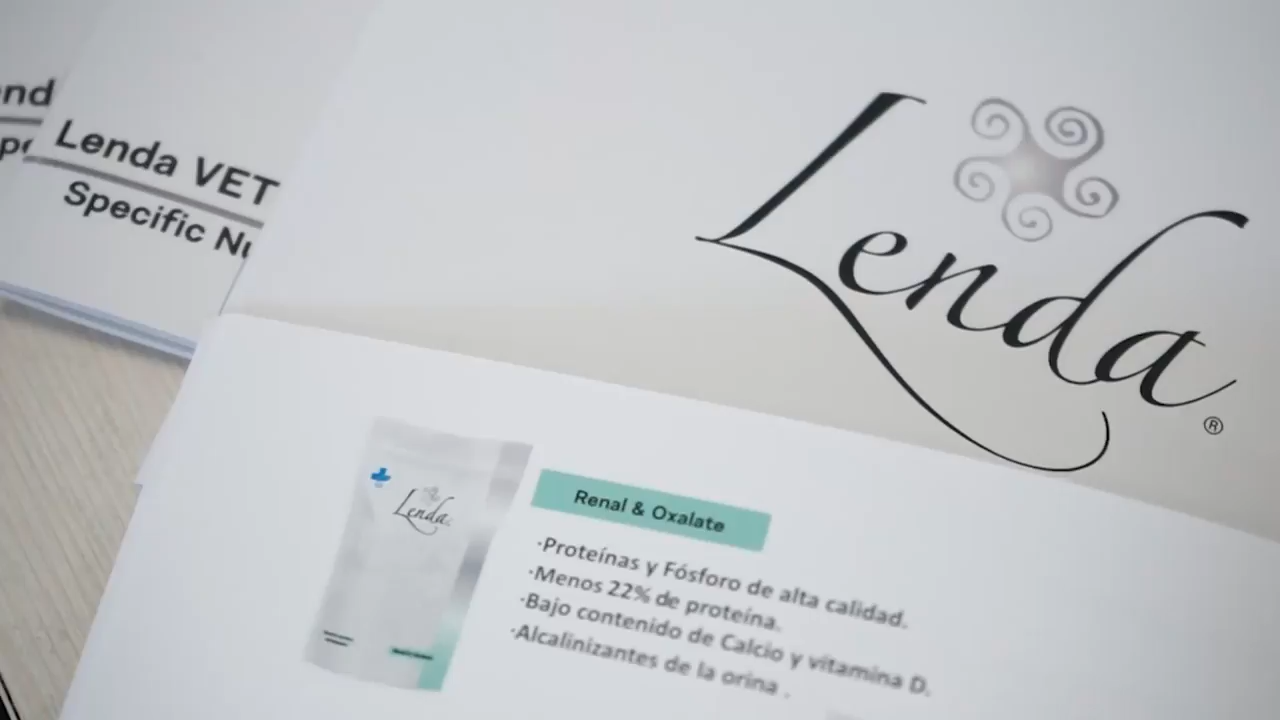 end
Lenda VET
Specific
Lenda®
Lenda
Renal & Oxalate
·Proteínas y Fósforo de alta calidad.
·Menos 22% de proteína.
·Bajo contenido de Calcio y vitamina D.
·Alcalinizantes de la orina .